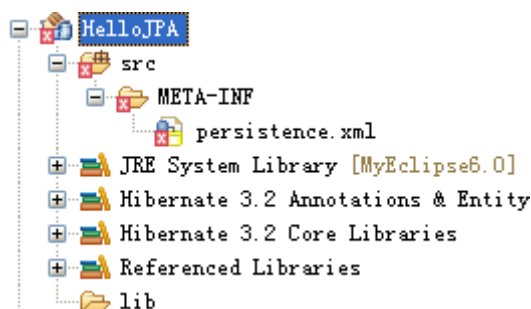 HelloJPA
src
META-INF
persistence.xml
JRE System Library [MyEclipse6.0]
Hibernate 3.2 Annotations & Entity
Hibernate 3.2 Core Libraries
Referenced Libraries
lib